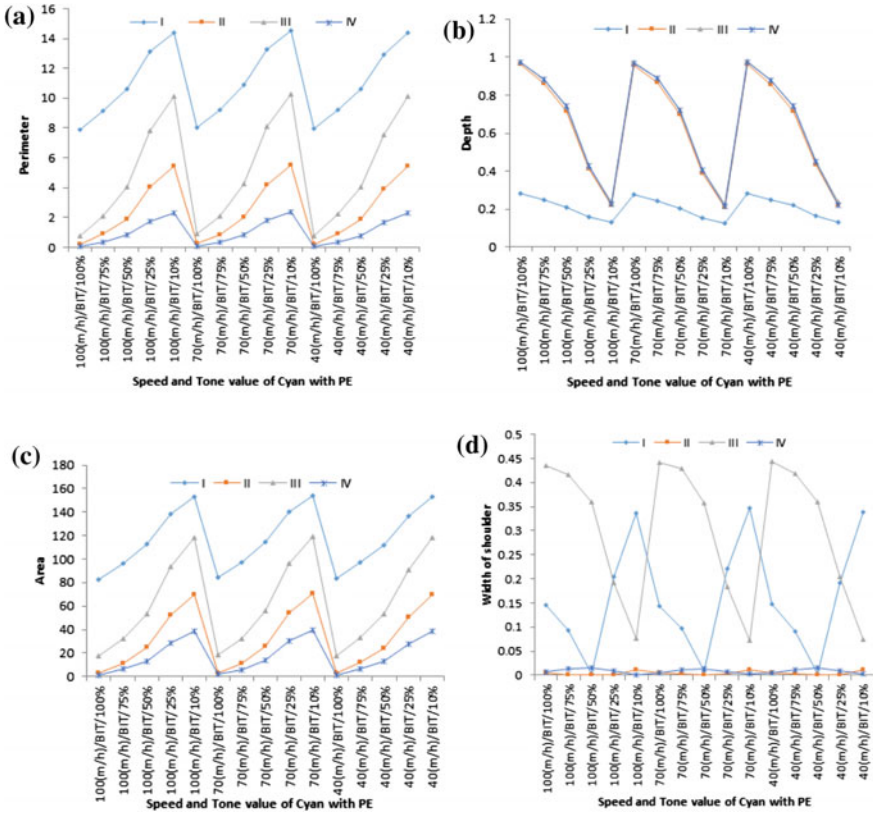 (a)
I II III IV
16
14
12
10
8
6
4
2
0
Perimeter
100(m/h)/BIT/100%
100(m/h)/BIT/75%
100(m/h)/BIT/50%
100(m/h)/BIT/25%
100(m/h)/BIT/10%
70(m/h)/BIT/100%
70(m/h)/BIT/75%
70(m/h)/BIT/50%
70(m/h)/BIT/25%
70(m/h)/BIT/10%
40(m/h)/BIT/100%
40(m/h)/BIT/75%
40(m/h)/BIT/50%
40(m/h)/BIT/25%
40(m/h)/BIT/10%
Speed and Tone value of Cyan with PE
(b)
I II III IV
1.2
1
0.8
0.6
0.4
0.2
0
Depth
100(m/h)/BIT/100%
100(m/h)/BIT/75%
100(m/h)/BIT/50%
100(m/h)/BIT/25%
100(m/h)/BIT/10%
70(m/h)/BIT/100%
70(m/h)/BIT/75%
70(m/h)/BIT/50%
70(m/h)/BIT/25%
70(m/h)/BIT/10%
40(m/h)/BIT/100%
40(m/h)/BIT/75%
40(m/h)/BIT/50%
40(m/h)/BIT/25%
40(m/h)/BIT/10%
Speed and Tone value of Cyan with PE
(c)
I II III IV
180
160
140
120
100
80
60
40
20
0
Area
100(m/h)/BIT/100%
100(m/h)/BIT/75%
100(m/h)/BIT/50%
100(m/h)/BIT/25%
100(m/h)/BIT/10%
70(m/h)/BIT/100%
70(m/h)/BIT/75%
70(m/h)/BIT/50%
70(m/h)/BIT/25%
70(m/h)/BIT/10%
40(m/h)/BIT/100%
40(m/h)/BIT/75%
40(m/h)/BIT/50%
40(m/h)/BIT/25%
40(m/h)/BIT/10%
Speed and Tone value of Cyan with PE
(d)
I II III IV
0.5
0.45
0.4
0.35
0.3
0.25
0.2
0.15
0.1
0.05
0
Width of shoulder
100(m/h)/BIT/100%
100(m/h)/BIT/75%
100(m/h)/BIT/50%
100(m/h)/BIT/25%
100(m/h)/BIT/10%
70(m/h)/BIT/100%
70(m/h)/BIT/75%
70(m/h)/BIT/50%
70(m/h)/BIT/25%
70(m/h)/BIT/10%
40(m/h)/BIT/100%
40(m/h)/BIT/75%
40(m/h)/BIT/50%
40(m/h)/BIT/25%
40(m/h)/BIT/10%
Speed and Tone value of Cyan with PE